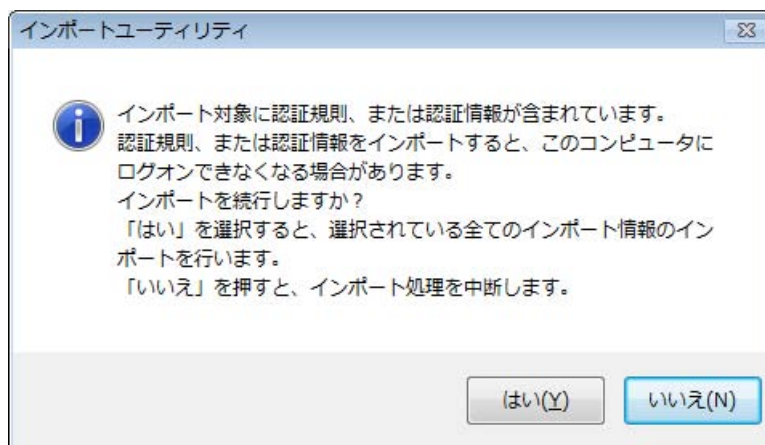 インポートユーティリティ
インポート対象に認証規則、または認証情報が含まれています。
認証規則、または認証情報をインポートすると、このコンピュータに
ログオンできなくなる場合があります。
インポートを続行しますか？
「はい」を選択すると、選択されている全てのインポート情報のイン
ポートを行います。
「いいえ」を押すと、インポート処理を中断します。
はい(Y) いいえ(N)